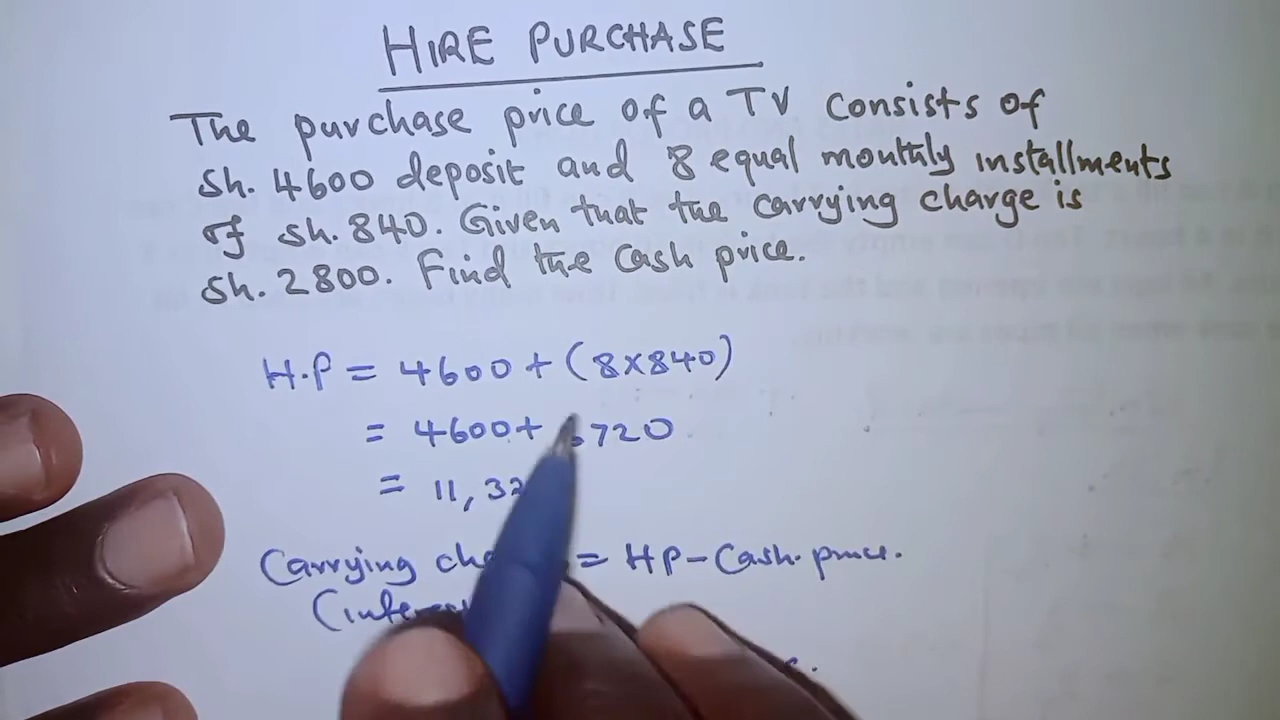 HIRE PURCHASE
The purchase price of a TV consists of
Sh. 4600 deposit and 8 equal monthly installments
of sh. 840. Given that the carrying charge is
Sh. 2800. Find the cash price.
H.P = 4600 + (8x840)
= 4600 + 6720
= 11,32
Carrying = HP - Cash price.